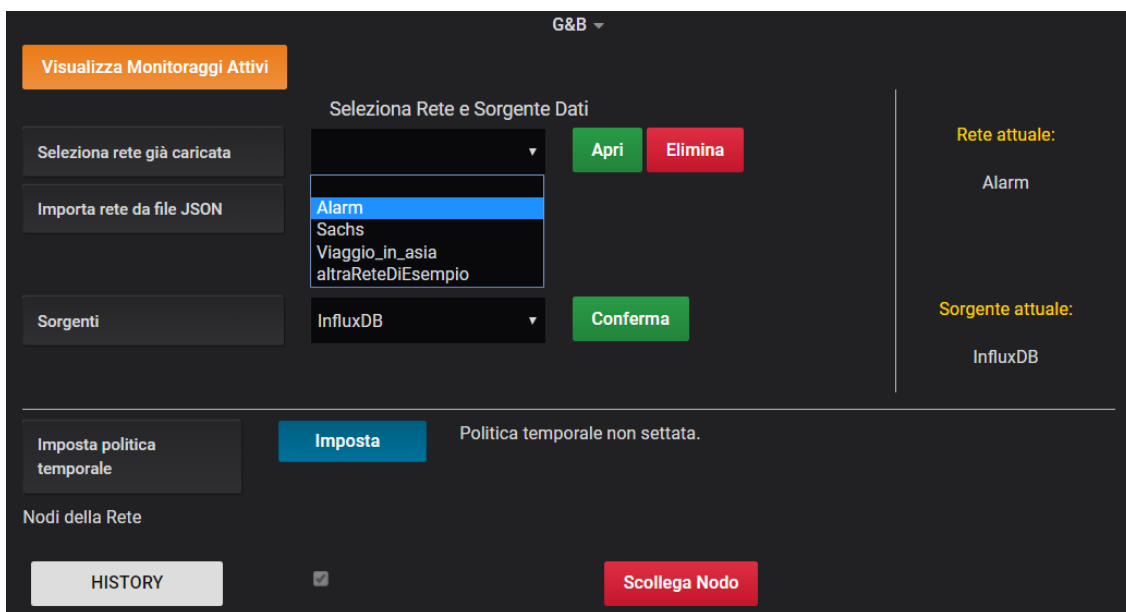 G&B
Visualizza Monitoraggi Attivi
Seleziona Rete e Sorgente Dati
Seleziona rete già caricata
Apri
Elimina
Rete attuale:
Alarm
Importa rete da file JSON
Alarm
Sachs
Viaggio_in_asia
altraReteDiEsempio
Sorgenti
InfluxDB
Conferma
Sorgente attuale:
InfluxDB
Imposta politica
temporale
Imposta
Politica temporale non settata.
Nodi della Rete
HISTORY
Scollega Nodo